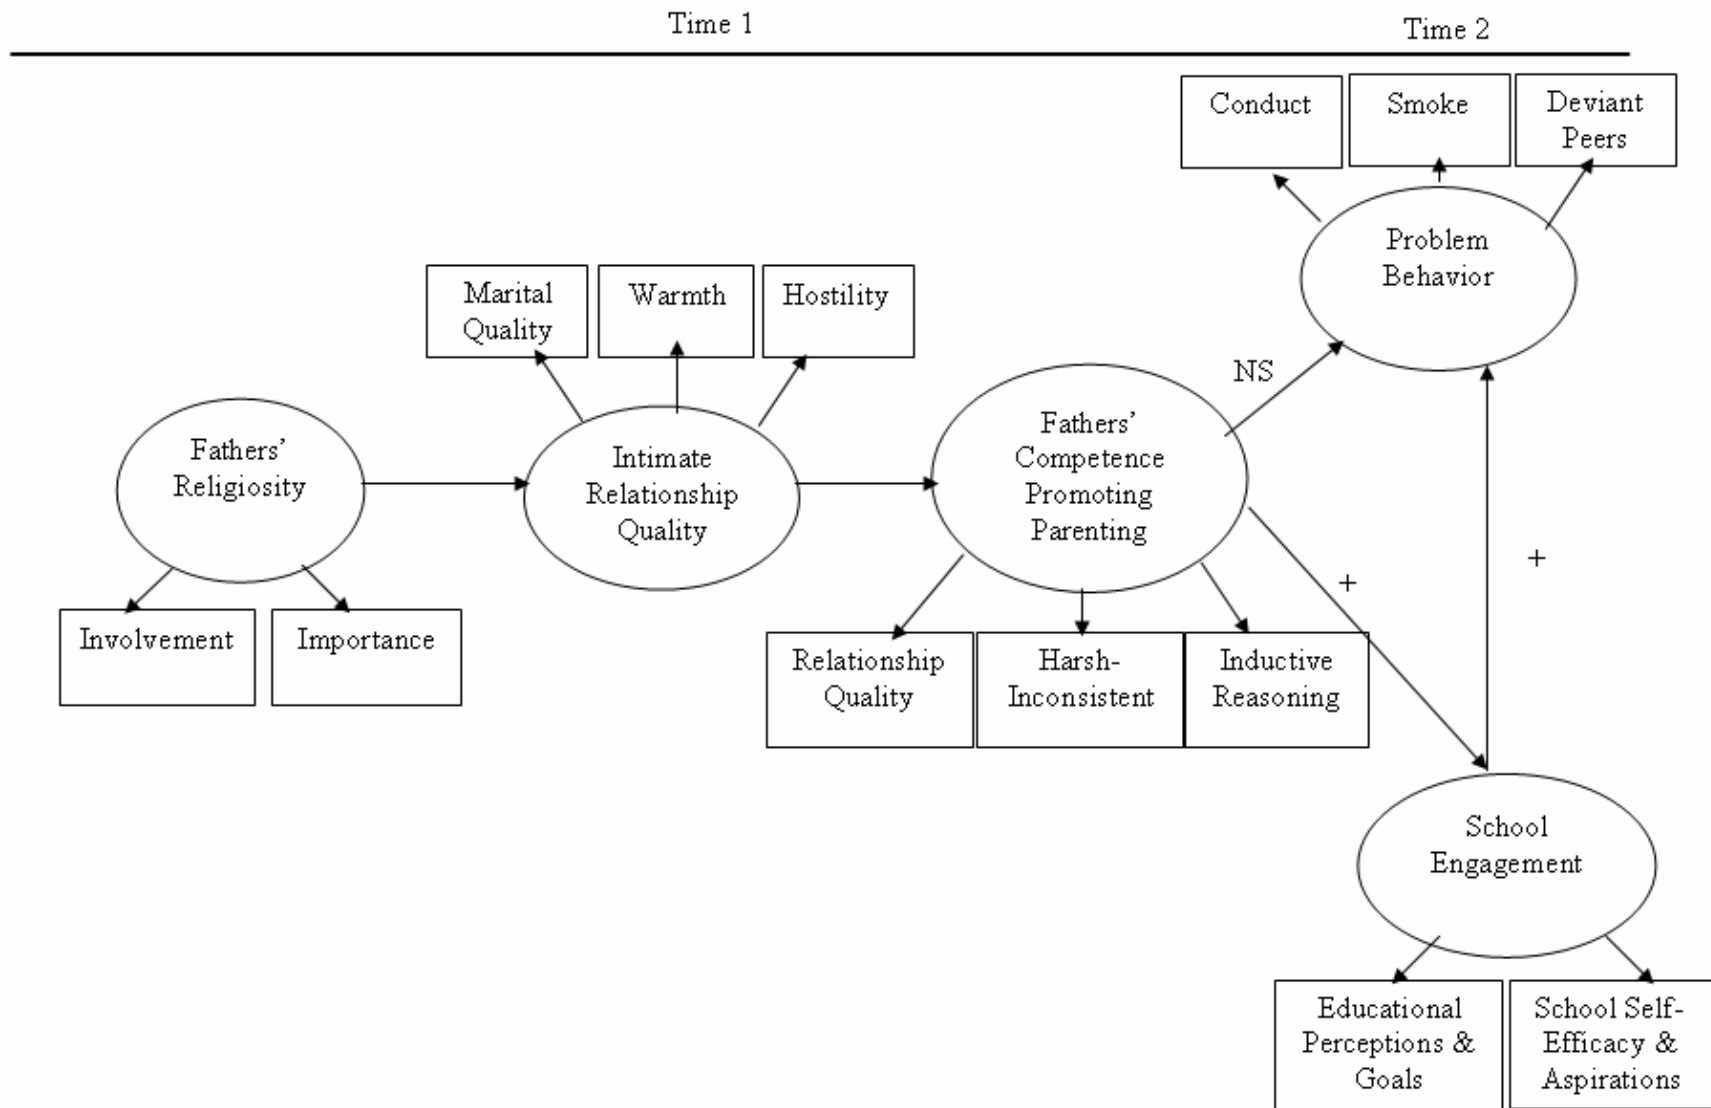 Time 1
Time 2
Conduct
Smoke
Deviant
Peers
Problem
Behavior
Marital
Quality
Warmth
Hostility
NS
Fathers’
Religiosity
Intimate
Relationship
Quality
Fathers’
Competence
Promoting
Parenting
+
+
Involvement
Importance
Relationship
Quality
Harsh-
Inconsistent
Inductive
Reasoning
School
Engagement
Educational
Perceptions &
Goals
School Self-
Efficacy &
Aspirations